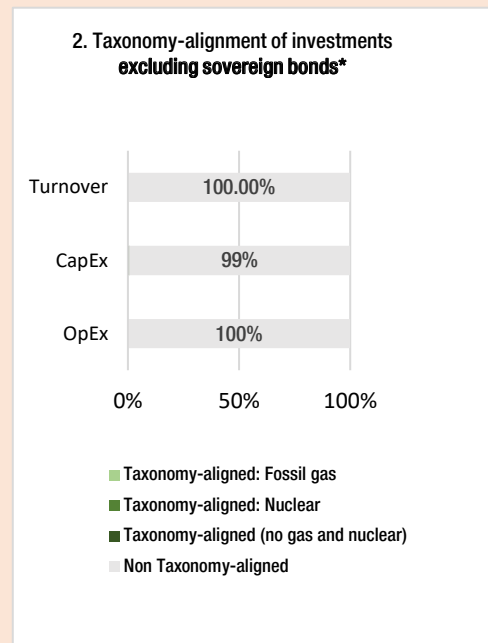 2. Taxonomy-alignment of investments
excluding sovereign bonds*
Turnover
100.00%
CapEx
99%
OpEx
100%
0%
50%
100%
Taxonomy-aligned: Fossil gas
Taxonomy-aligned: Nuclear
Taxonomy-aligned (no gas and nuclear)
Non Taxonomy-aligned